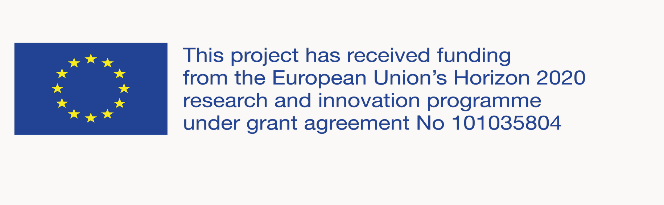 This project has received funding
from the European Union's Horizon 2020
research and innovation programme
under grant agreement No 101035804